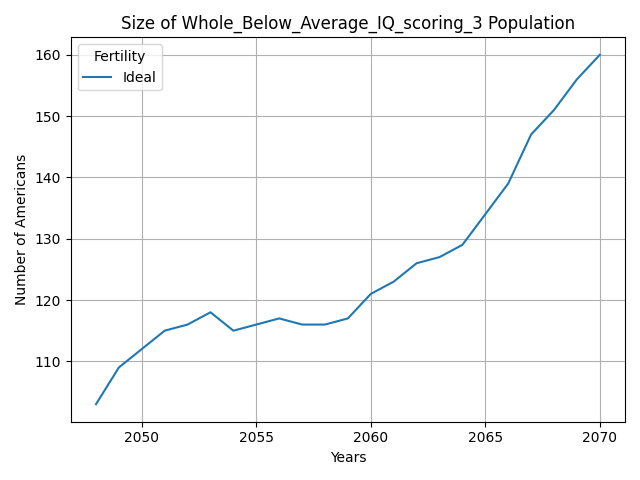 Size of Whole_Below_Average_IQ_scoring_3 Population
Fertility
Ideal
Number of Americans
160
150
140
130
120
110
2050 2055 2060 2065 2070
Years